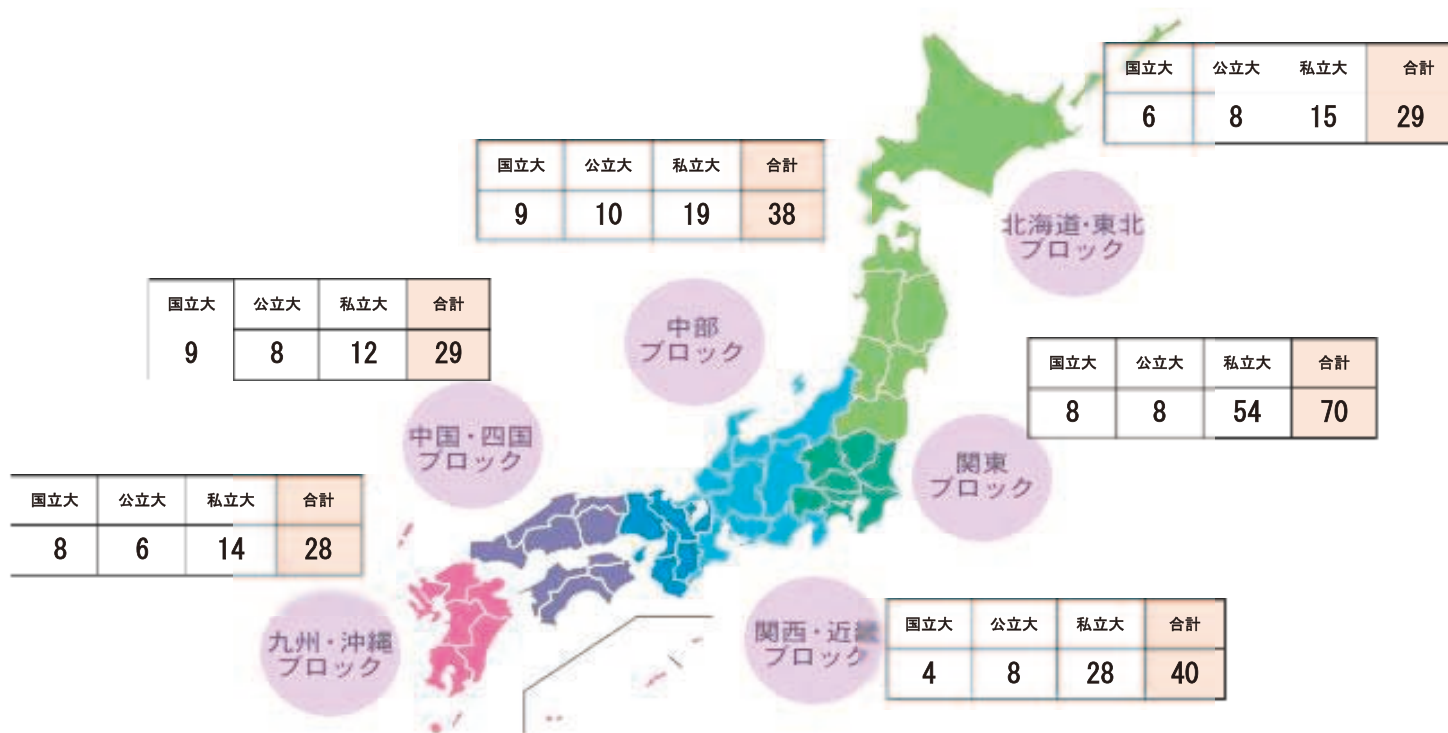 国立大 公立大 私立大 合計
6 8 15 29
北海道・東北
ブロック
国立大 公立大 私立大 合計
9 10 19 38
中部
ブロック
国立大 公立大 私立大 合計
9 8 12 29
中国・四国
ブロック
国立大 公立大 私立大 合計
8 8 54 70
関東
ブロック
国立大 公立大 私立大 合計
8 6 14 28
九州・沖縄
ブロック
国立大 公立大 私立大 合計
4 8 28 40
関西・近畿
ブロック